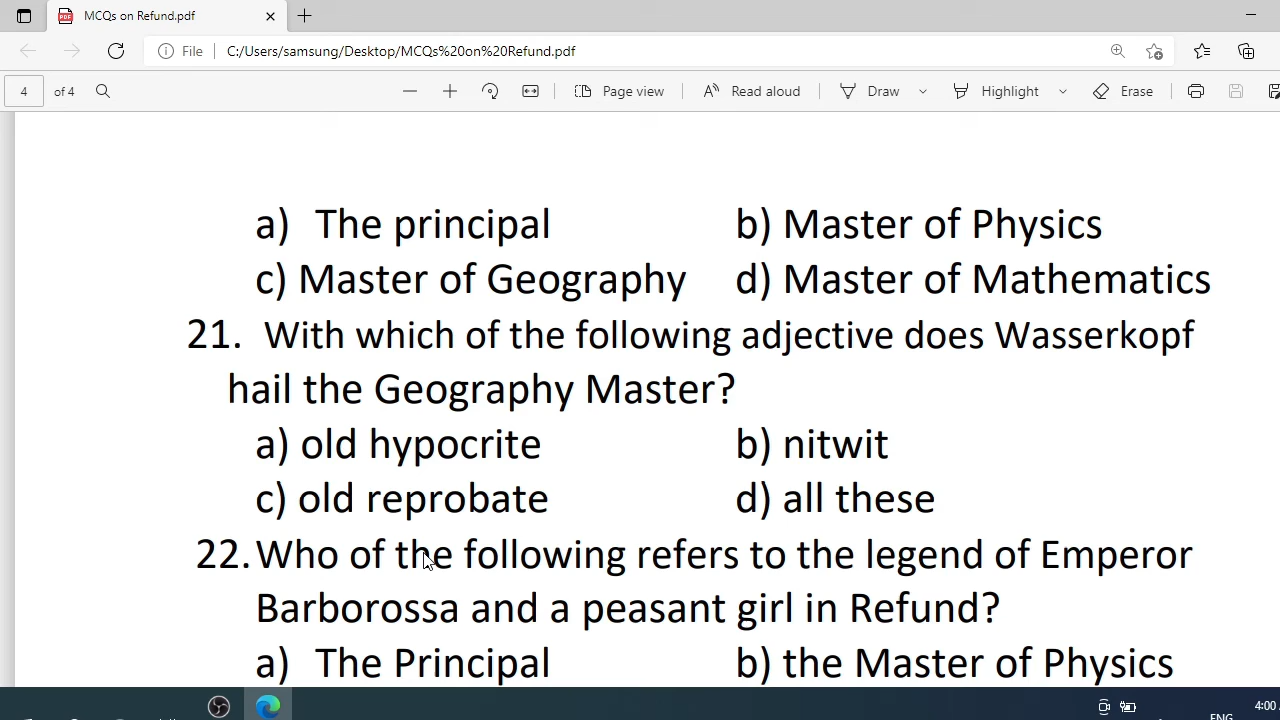 MCQs on Refund.pdf
File C:/Users/samsung/Desktop/MCQs%20on%20Refund.pdf
4 of 4 Page view Read aloud Draw Highlight Erase
a) The principal b) Master of Physics
c) Master of Geography d) Master of Mathematics
21. With which of the following adjective does Wasserkopf
hail the Geography Master?
a) old hypocrite b) nitwit
c) old reprobate d) all these
22. Who of the following refers to the legend of Emperor
Barborossa and a peasant girl in Refund?
a) The Principal b) the Master of Physics
4:00
ENG